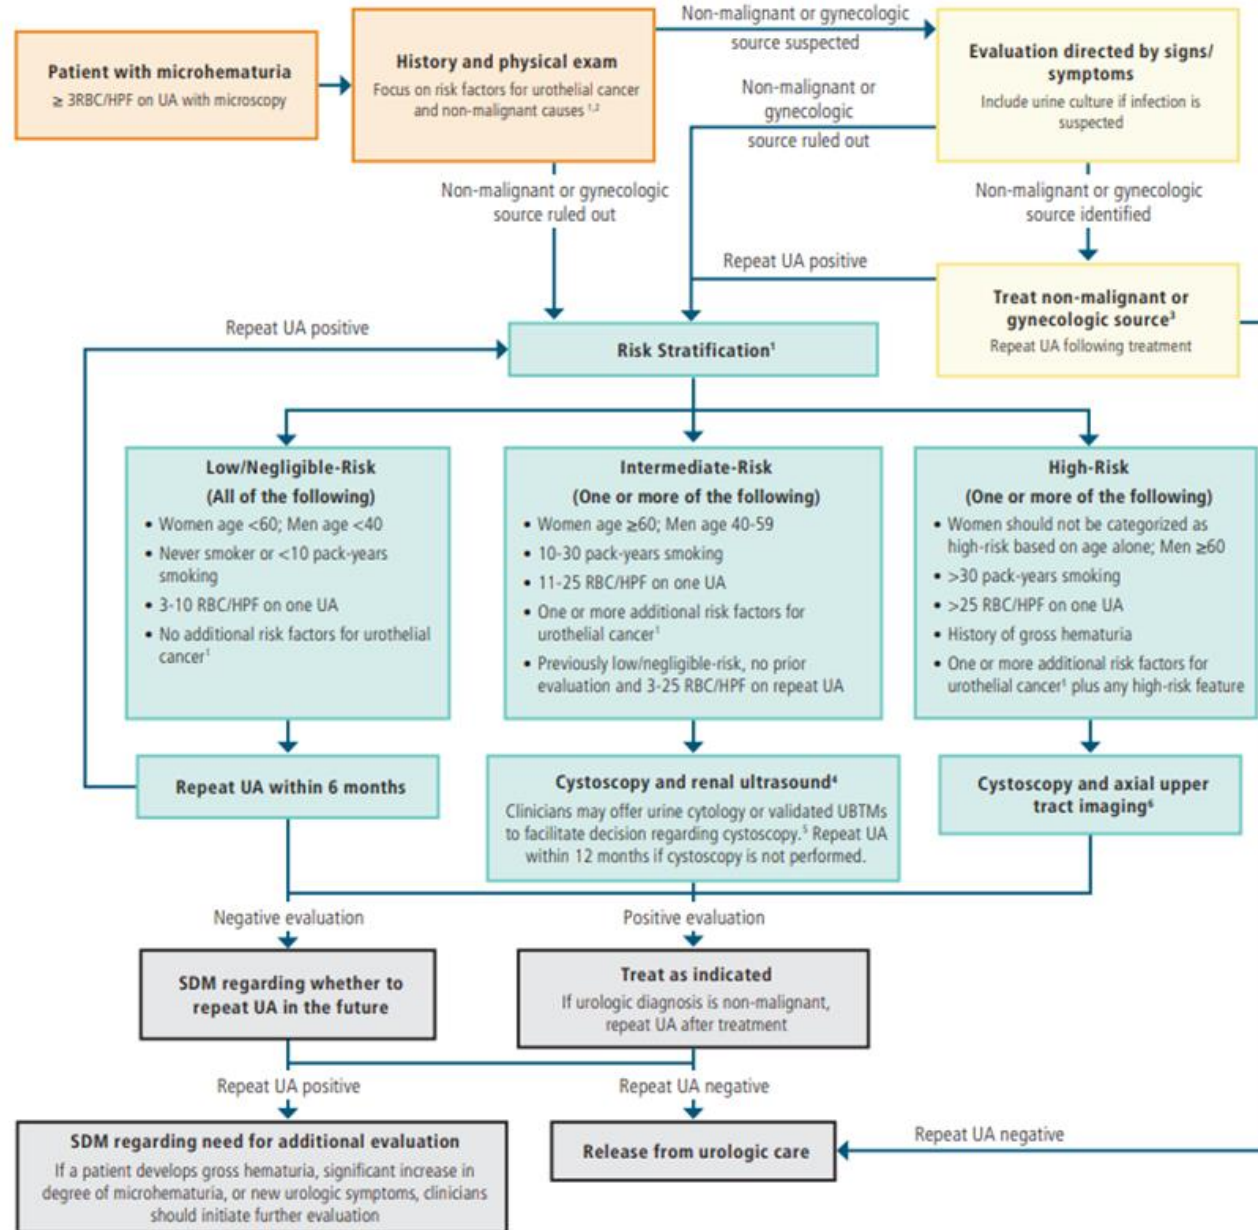 Patient with microhematuria
≥ 3RBC/HPF on UA with microscopy
History and physical exam
Focus on risk factors for urothelial cancer
and non-malignant causes ¹,²
Non-malignant or gynecologic
source suspected
Evaluation directed by signs/
symptoms
Include urine culture if infection is
suspected
Non-malignant or
gynecologic
source ruled out
Non-malignant or gynecologic
source ruled out
Non-malignant or gynecologic
source identified
Repeat UA positive
Treat non-malignant or
gynecologic source³
Repeat UA following treatment
Repeat UA positive
Risk Stratification¹
Low/Negligible-Risk
(All of the following)
• Women age <60; Men age <40
• Never smoker or <10 pack-years
smoking
• 3-10 RBC/HPF on one UA
• No additional risk factors for urothelial
cancer¹
Intermediate-Risk
(One or more of the following)
• Women age ≥60; Men age 40-59
• 10-30 pack-years smoking
• 11-25 RBC/HPF on one UA
• One or more additional risk factors for
urothelial cancer¹
• Previously low/negligible-risk, no prior
evaluation and 3-25 RBC/HPF on repeat UA
High-Risk
(One or more of the following)
• Women should not be categorized as
high-risk based on age alone; Men ≥60
• >30 pack-years smoking
• >25 RBC/HPF on one UA
• History of gross hematuria
• One or more additional risk factors for
urothelial cancer¹ plus any high-risk feature
Repeat UA within 6 months
Cystoscopy and renal ultrasound⁴
Clinicians may offer urine cytology or validated UBTMs
to facilitate decision regarding cystoscopy.⁵ Repeat UA
within 12 months if cystoscopy is not performed.
Cystoscopy and axial upper
tract imaging⁶
Negative evaluation
Positive evaluation
SDM regarding whether to
repeat UA in the future
Treat as indicated
If urologic diagnosis is non-malignant,
repeat UA after treatment
Repeat UA positive
Repeat UA negative
SDM regarding need for additional evaluation
If a patient develops gross hematuria, significant increase in
degree of microhematuria, or new urologic symptoms, clinicians
should initiate further evaluation
Release from urologic care
Repeat UA negative